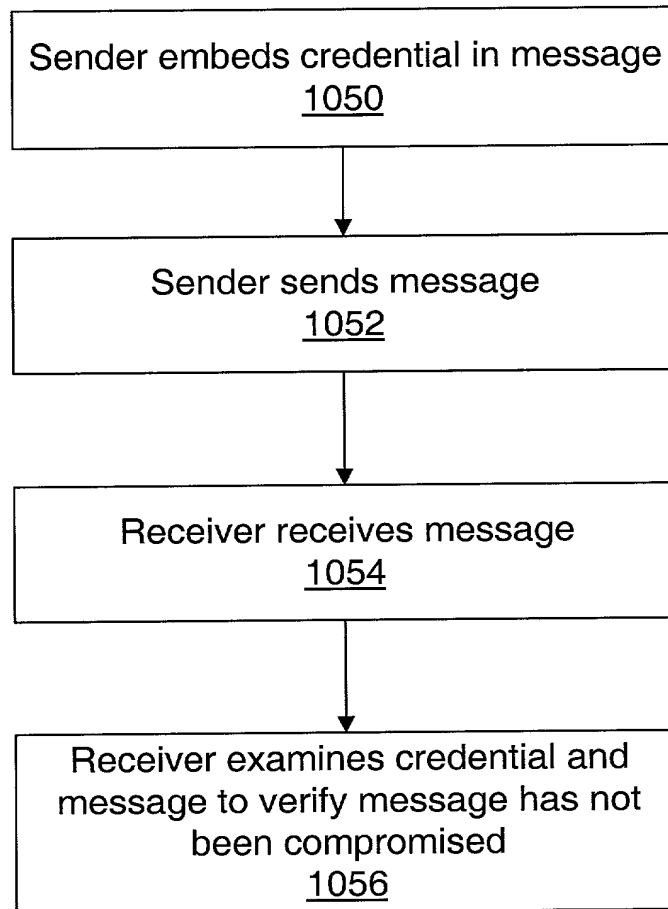 Sender embeds credential in message
1050
Sender sends message
1052
Receiver receives message
1054
Receiver examines credential and
message to verify message has not
been compromised
1056